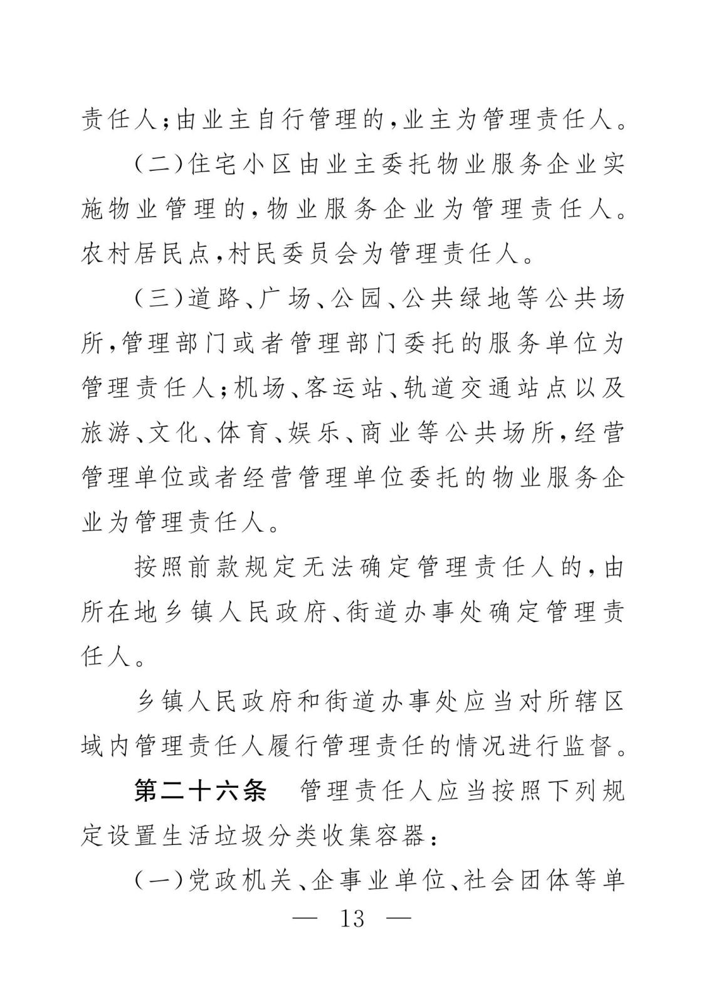 责任人;由业主自行管理的,业主为管理责任人。
(二)住宅小区由业主委托物业服务企业实
施物业管理的,物业服务企业为管理责任人。
农村居民点,村民委员会为管理责任人。
(三)道路、广场、公园、公共绿地等公共场
所,管理部门或者管理部门委托的服务单位为
管理责任人;机场、客运站、轨道交通站点以及
旅游、文化、体育、娱乐、商业等公共场所,经营
管理单位或者经营管理单位委托的物业服务企
业为管理责任人。
按照前款规定无法确定管理责任人的,由
所在地乡镇人民政府、街道办事处确定管理责
任人。
乡镇人民政府和街道办事处应当对所辖区
域内管理责任人履行管理责任的情况进行监督。
第二十六条 管理责任人应当按照下列规
定设置生活垃圾分类收集容器:
(一)党政机关、企事业单位、社会团体等单
— 13 —